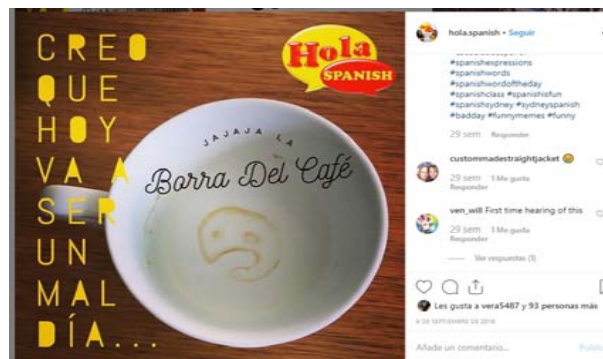 CREO
QUE
HOY
VA A
SER
UN
MAL
DÍA...
Hola
SPANISH
JAJAJA LA
Borra Del Café
hola.spanish • Seguir
#spanishexpressions
#spanishwords
#spanishwordoftheday
#spanishclass #spanishisfun
#spanishsydney #sydneyspanish
#badday #funnymemes #funny
29 sem Responder
custommadestraightjacket 😂
29 sem 1 Me gusta
Responder
ven_will First time hearing of this
29 sem 1 Me gusta
Responder
Ver respuestas (1)
Les gusta a vera5487 y 93 personas más
Añade un comentario...